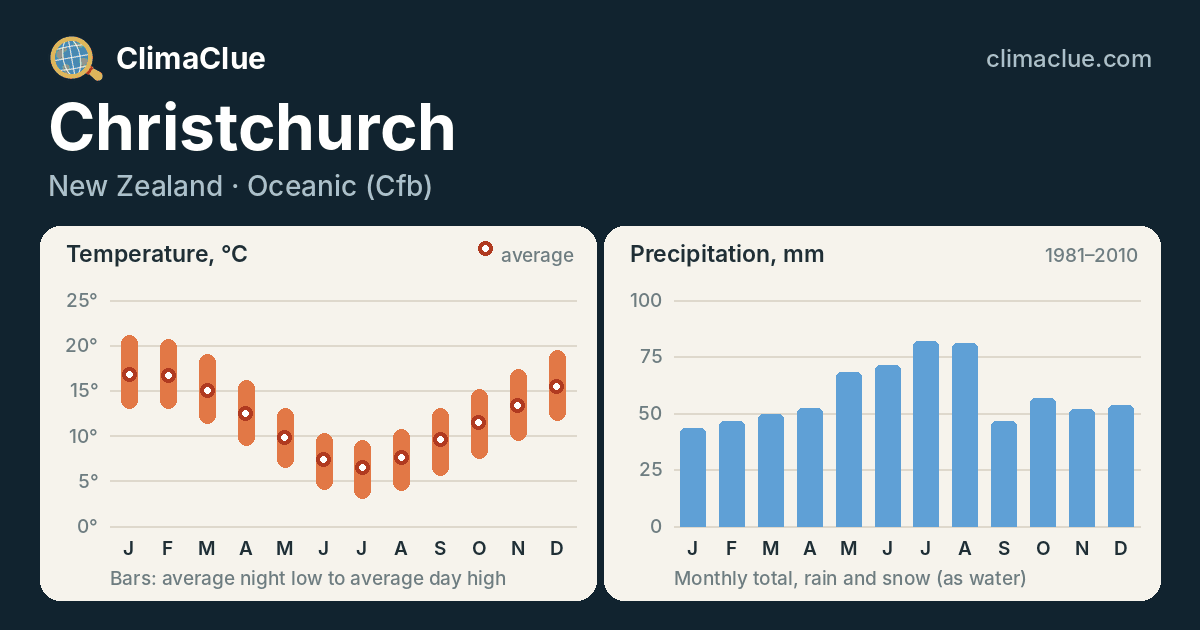 ClimaClue
climaclue.com
Christchurch
New Zealand · Oceanic (Cfb)
Temperature, °C
average
25°
20°
15°
10°
5°
0°
J F M A M J J A S O N D
Bars: average night low to average day high
Precipitation, mm
1981–2010
100
75
50
25
0
J F M A M J J A S O N D
Monthly total, rain and snow (as water)